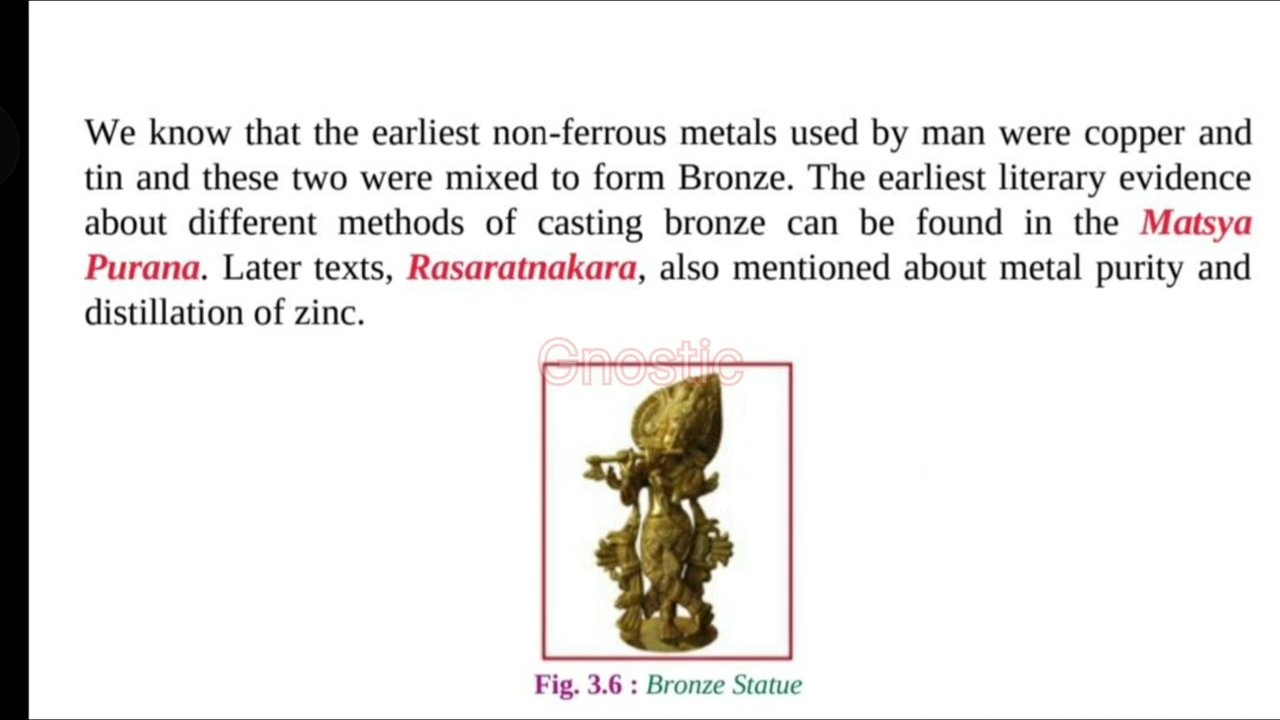 We know that the earliest non-ferrous metals used by man were copper and
tin and these two were mixed to form Bronze. The earliest literary evidence
about different methods of casting bronze can be found in the Matsya
Purana. Later texts, Rasaratnakara, also mentioned about metal purity and
distillation of zinc.
Gnostic
Fig. 3.6 : Bronze Statue